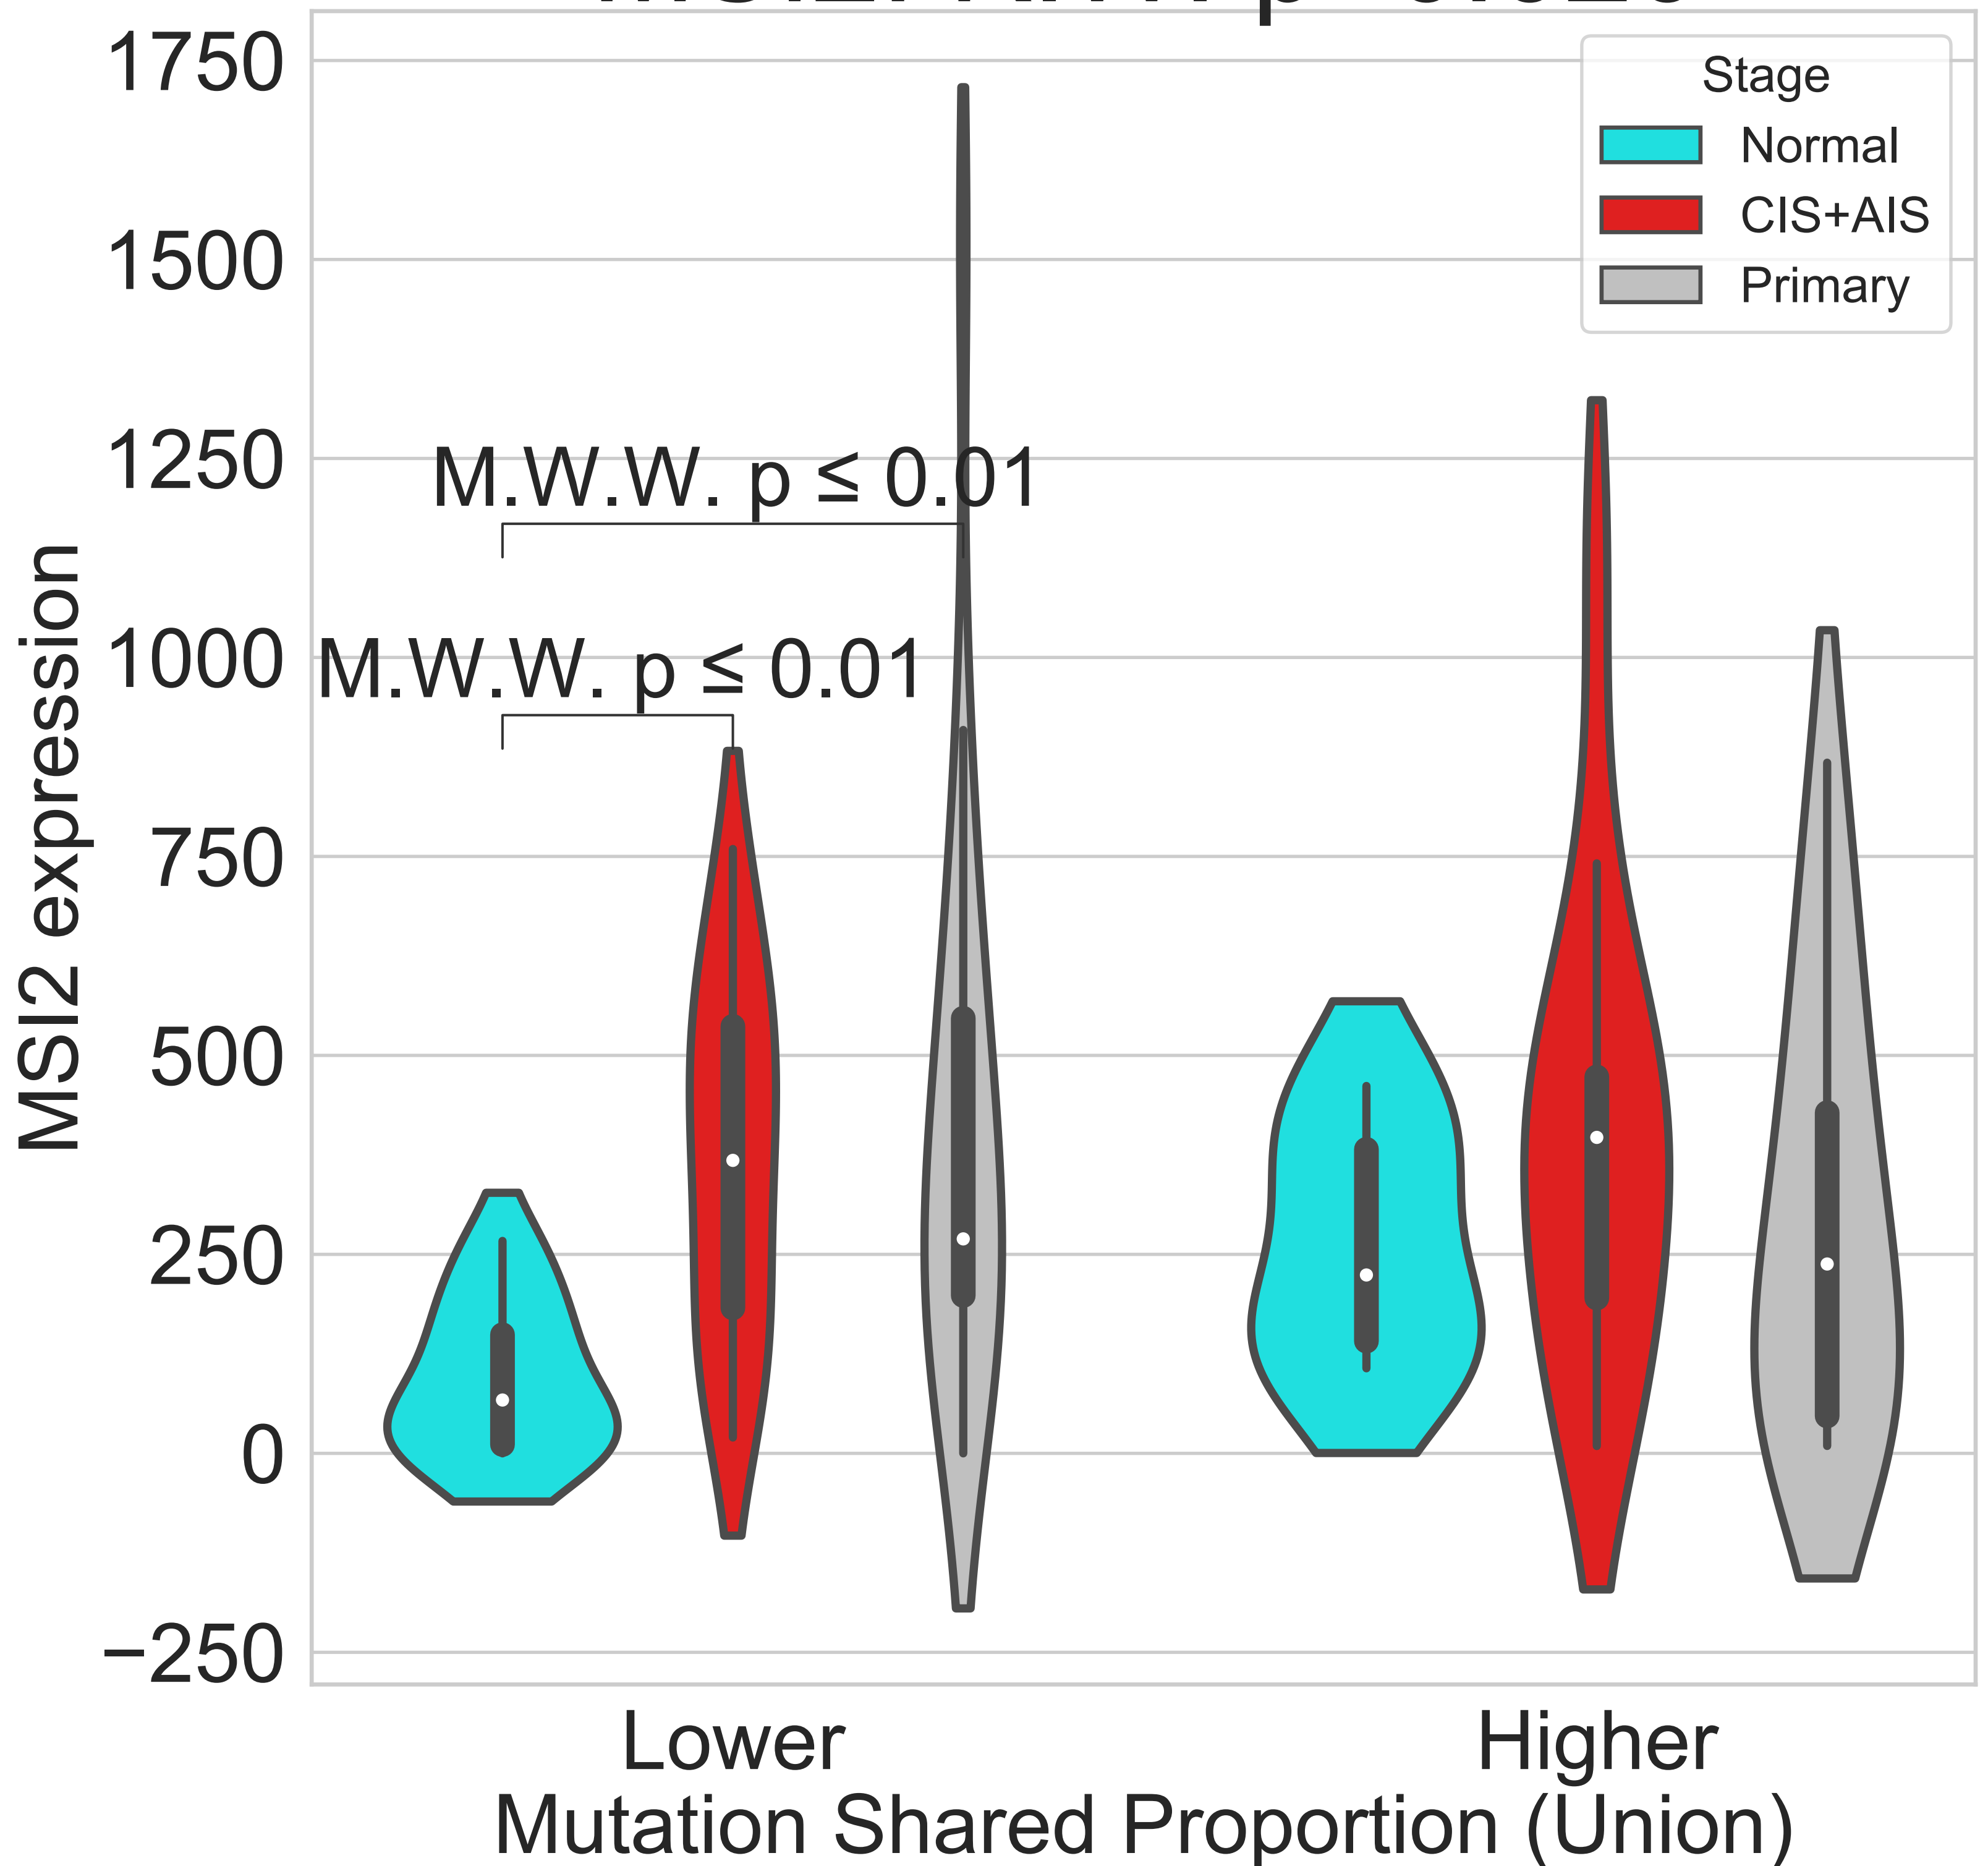 1750
1500
1250
1000
750
500
250
0
−250
MSI2 expression
Stage
Normal
CIS+AIS
Primary
M.W.W. p ≤ 0.01
M.W.W. p ≤ 0.01
Lower Higher
Mutation Shared Proportion (Union)